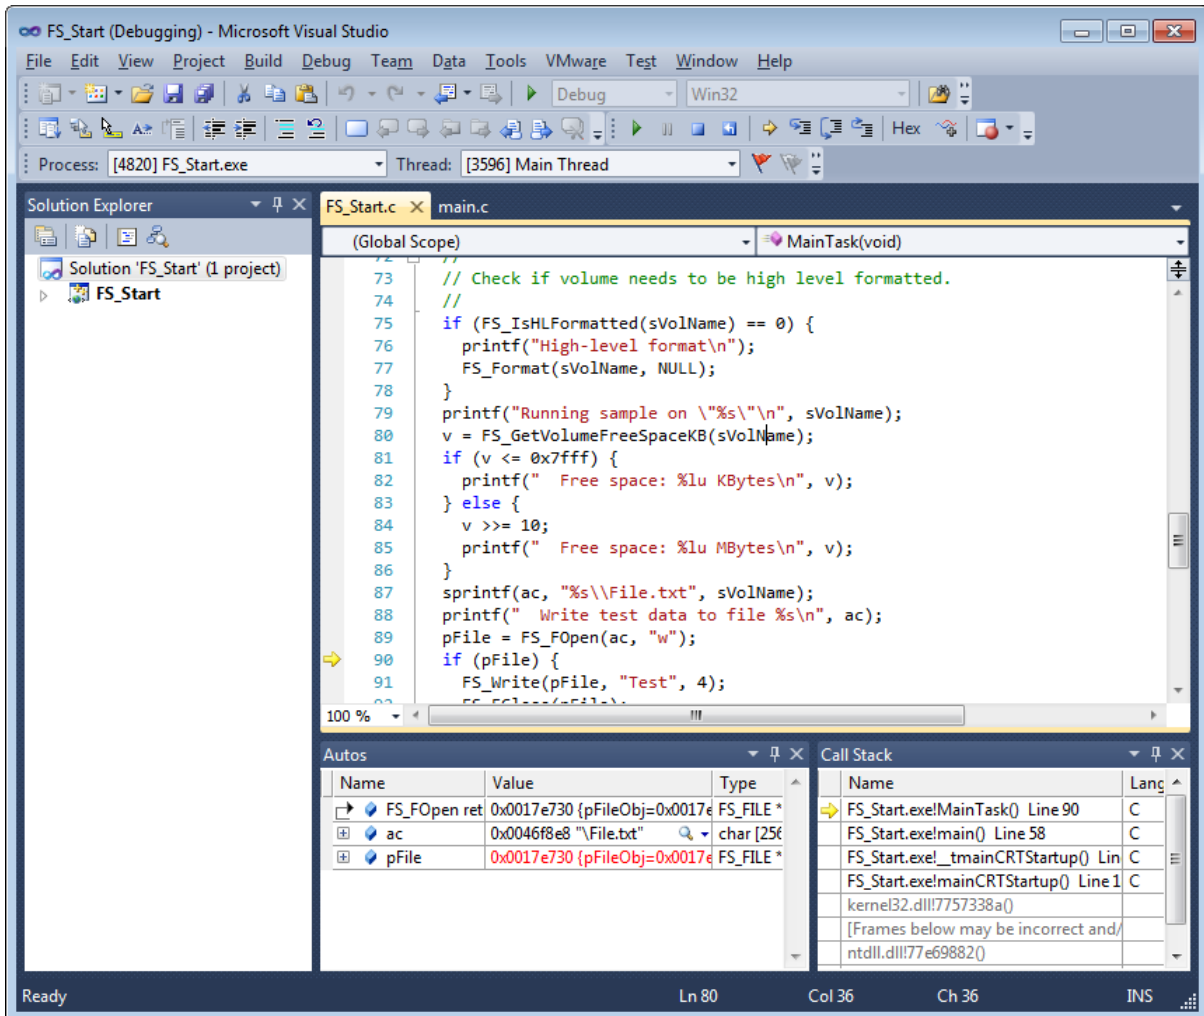 FS_Start (Debugging) - Microsoft Visual Studio
File Edit View Project Build Debug Team Data Tools VMware Test Window Help
Debug Win32
Hex
Process: [4820] FS_Start.exe Thread: [3596] Main Thread
Solution Explorer
Solution 'FS_Start' (1 project)
FS_Start
FS_Start.c main.c
(Global Scope) MainTask(void)
72 //
73 // Check if volume needs to be high level formatted.
74 //
75 if (FS_IsHLFormatted(sVolName) == 0) {
76 printf("High-level format\n");
77 FS_Format(sVolName, NULL);
78 }
79 printf("Running sample on \"%s\"\n", sVolName);
80 v = FS_GetVolumeFreeSpaceKB(sVolName);
81 if (v <= 0x7fff) {
82 printf("  Free space: %lu KBytes\n", v);
83 } else {
84 v >>= 10;
85 printf("  Free space: %lu MBytes\n", v);
86 }
87 sprintf(ac, "%s\\File.txt", sVolName);
88 printf("  Write test data to file %s\n", ac);
89 pFile = FS_FOpen(ac, "w");
90 if (pFile) {
91 FS_Write(pFile, "Test", 4);
100 %
Autos
Name Value Type
FS_FOpen ret 0x0017e730 {pFileObj=0x0017e FS_FILE *
ac 0x0046f8e8 "\File.txt" char [256
pFile 0x0017e730 {pFileObj=0x0017e FS_FILE *
Call Stack
Name Lang
FS_Start.exe!MainTask() Line 90 C
FS_Start.exe!main() Line 58 C
FS_Start.exe!__tmainCRTStartup() Lin C
FS_Start.exe!mainCRTStartup() Line 1 C
kernel32.dll!7757338a()
[Frames below may be incorrect and/
ntdll.dll!77e69882()
Ready Ln 80 Col 36 Ch 36 INS